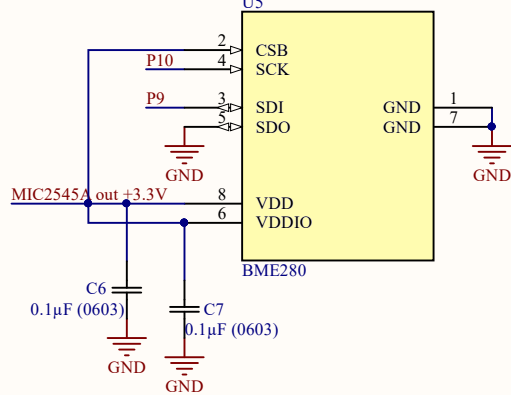 U5
2 CSB
P10 4 SCK
P9 3 SDI GND 1
5 SDO GND 7
GND GND
MIC2545A out +3.3V 8 VDD
6 VDDIO
BME280
C6
0.1µF (0603)
C7
0.1µF (0603)
GND
GND